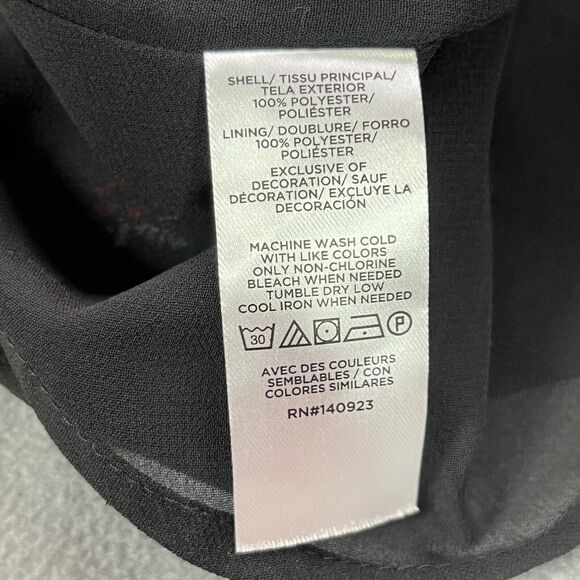 SHELL/ TISSU PRINCIPAL/
TELA EXTERIOR
100% POLYESTER/
POLIÉSTER
LINING/ DOUBLURE/ FORRO
100% POLYESTER/
POLIÉSTER
EXCLUSIVE OF
DECORATION/ SAUF
DÉCORATION/ EXCLUYE LA
DECORACIÓN
MACHINE WASH COLD
WITH LIKE COLORS
ONLY NON-CHLORINE
BLEACH WHEN NEEDED
TUMBLE DRY LOW
COOL IRON WHEN NEEDED
30 P
AVEC DES COULEURS
SEMBLABLES / CON
COLORES SIMILARES
RN#140923